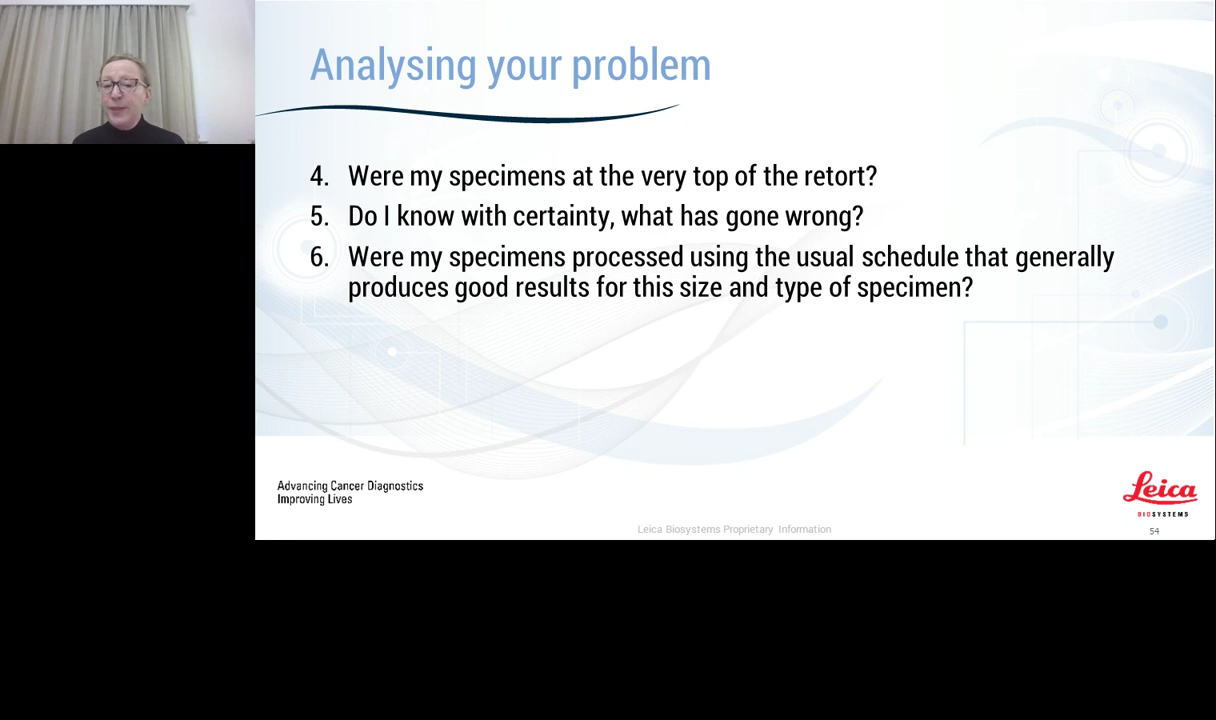 Analysing your problem
4. Were my specimens at the very top of the retort?
5. Do I know with certainty, what has gone wrong?
6. Were my specimens processed using the usual schedule that generally
produces good results for this size and type of specimen?
Advancing Cancer Diagnostics
Improving Lives
Leica
BIOSYSTEMS
Leica Biosystems Proprietary Information
54